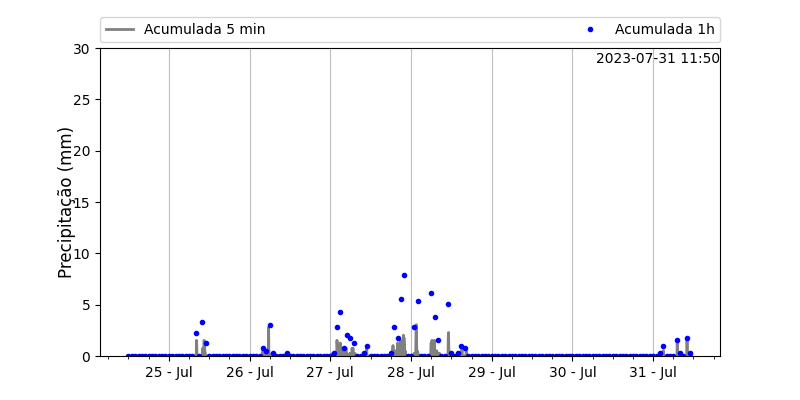 Acumulada 5 min
Acumulada 1h
2023-07-31 11:50
Precipitação (mm)
30
25
20
15
10
5
0
25 - Jul
26 - Jul
27 - Jul
28 - Jul
29 - Jul
30 - Jul
31 - Jul